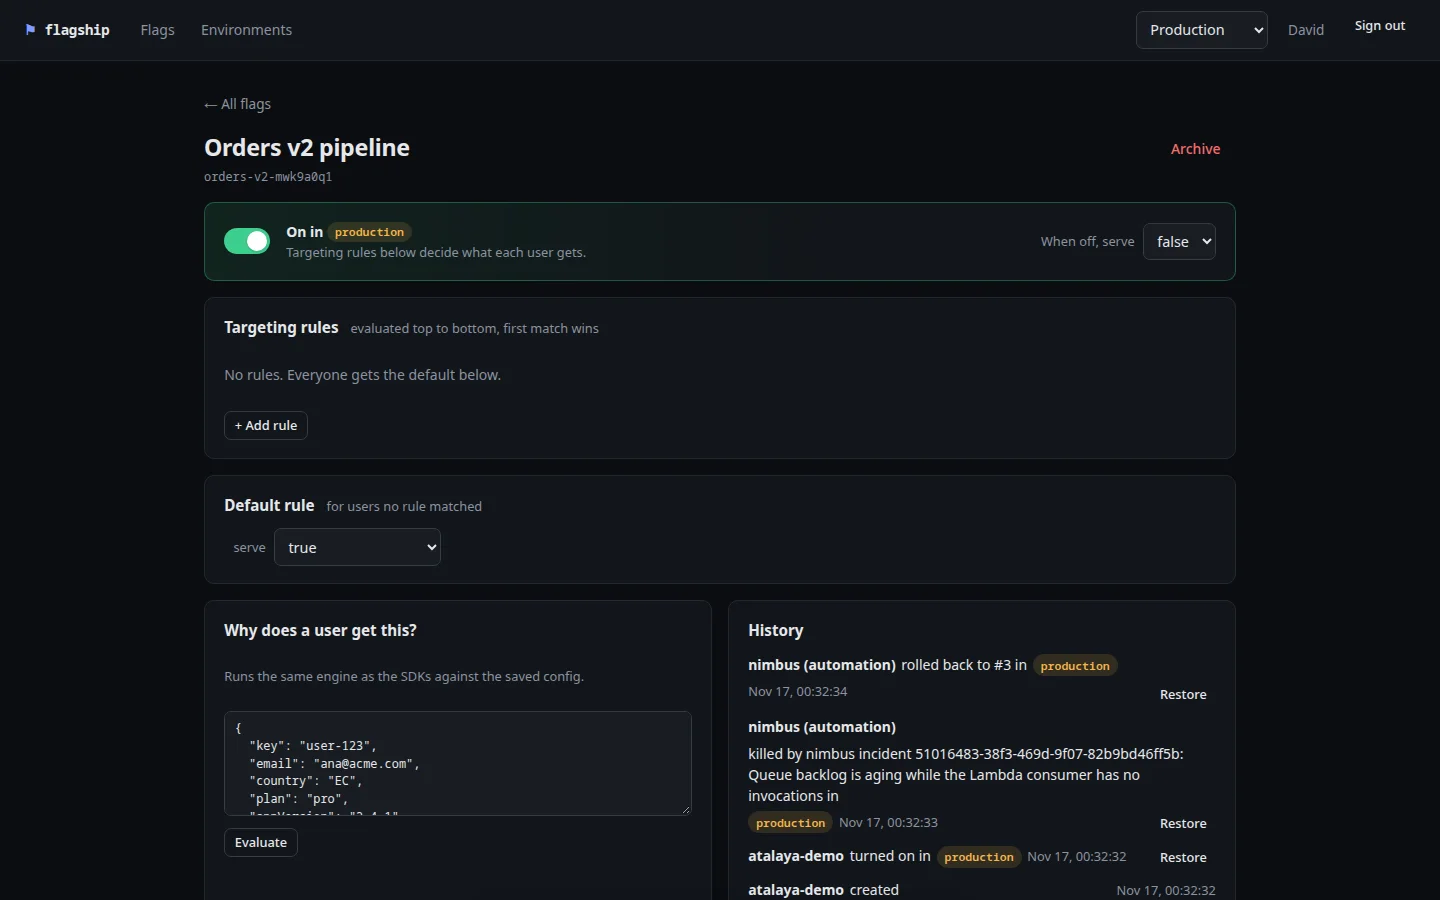 ⚑ flagship
Flags
Environments
Production
David
Sign out
← All flags
Orders v2 pipeline
Archive
orders-v2-mwk9a0q1
On in production
Targeting rules below decide what each user gets.
When off, serve false
Targeting rules evaluated top to bottom, first match wins
No rules. Everyone gets the default below.
+ Add rule
Default rule for users no rule matched
serve true
Why does a user get this?
Runs the same engine as the SDKs against the saved config.
{
"key": "user-123",
"email": "ana@acme.com",
"country": "EC",
"plan": "pro",
Evaluate
History
nimbus (automation) rolled back to #3 in production
Nov 17, 00:32:34
Restore
nimbus (automation)
killed by nimbus incident 51016483-38f3-469d-9f07-82b9bd46ff5b:
Queue backlog is aging while the Lambda consumer has no
invocations in
production Nov 17, 00:32:33
Restore
atalaya-demo turned on in production Nov 17, 00:32:32
Restore
atalaya-demo created
Nov 17, 00:32:32